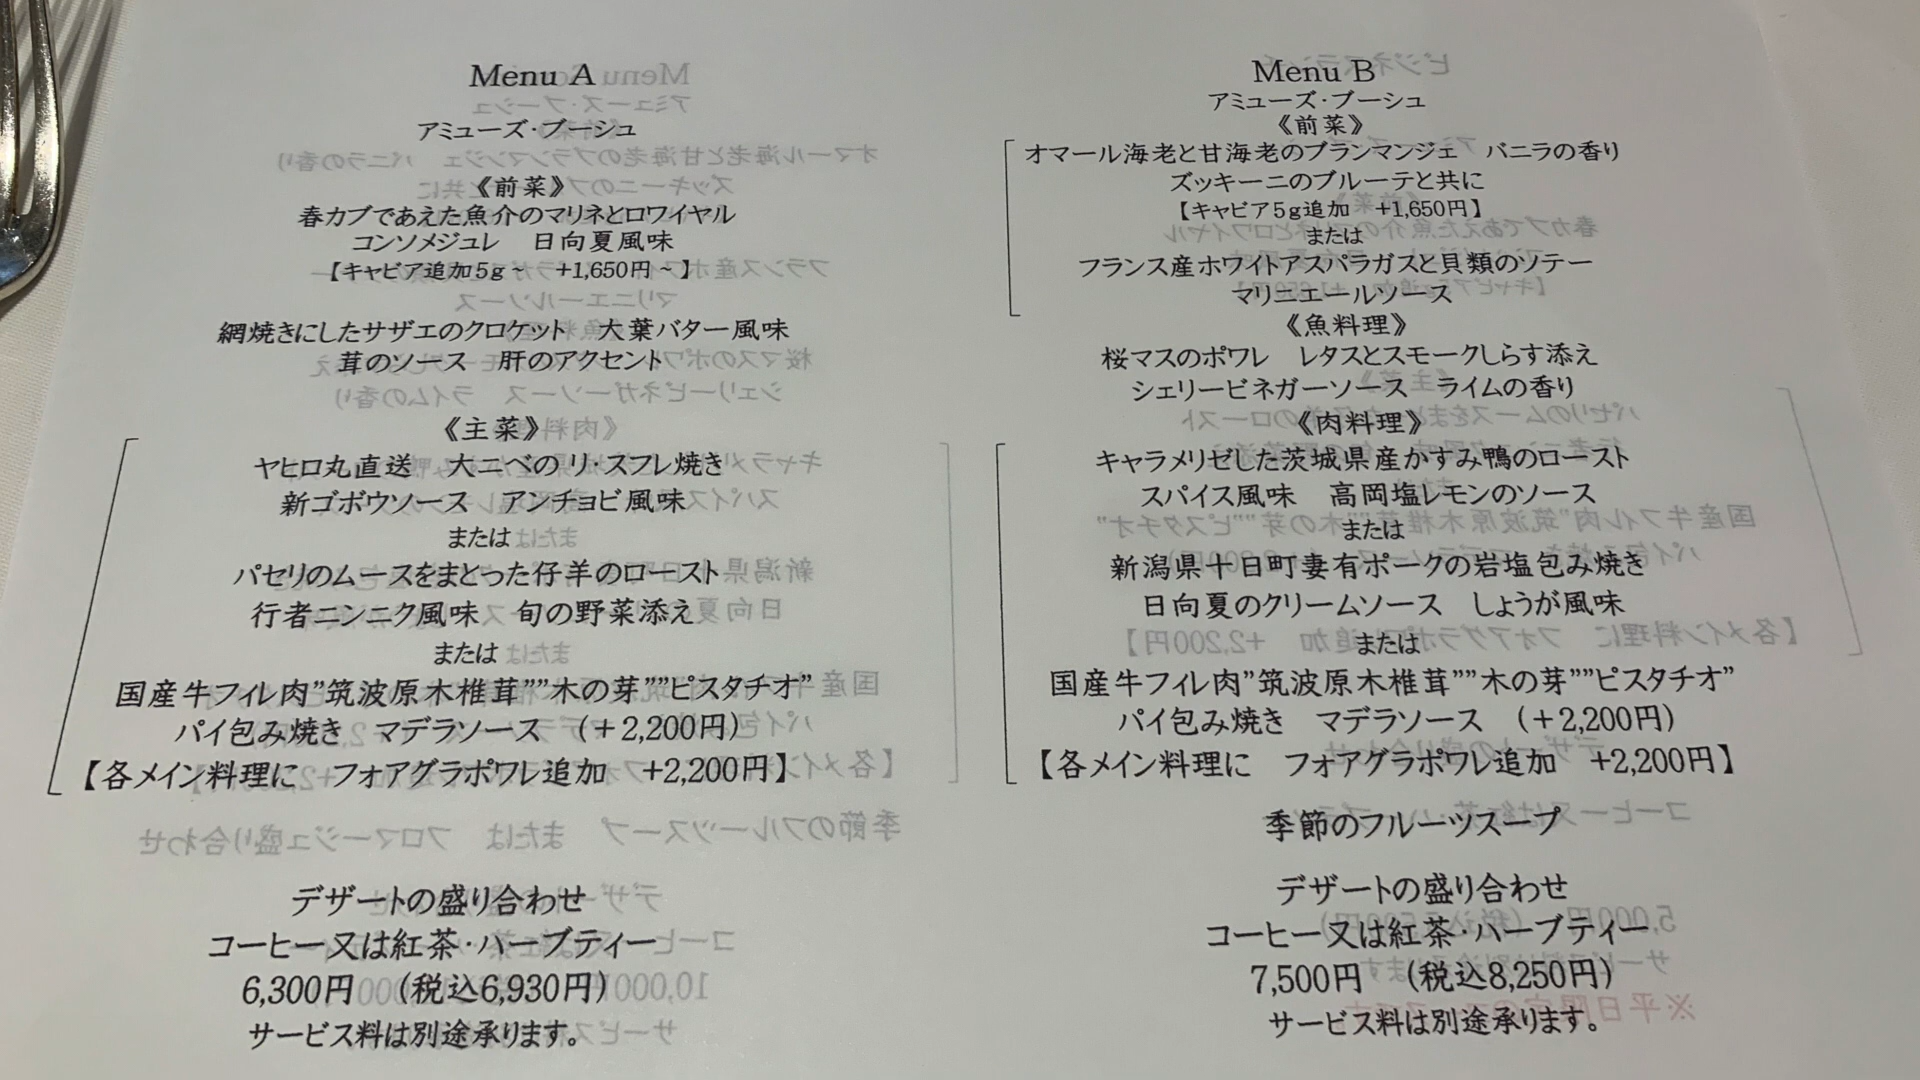 Menu A
アミューズ・ブーシュ
《前菜》
春カブであえた魚介のマリネとロワイヤル
コンソメジュレ　日向夏風味
【キャビア追加5g～　+1,650円～】
網焼きにしたサザエのクロケット　大葉バター風味
茸のソース　肝のアクセント
《主菜》
ヤヒロ丸直送　大ニベのリ・スフレ焼き
新ゴボウソース　アンチョビ風味
または
パセリのムースをまとった仔羊のロースト
行者ニンニク風味　旬の野菜添え
または
国産牛フィレ肉”筑波原木椎茸””木の芽””ピスタチオ”
パイ包み焼き　マデラソース　(＋2,200円)
【各メイン料理に　フォアグラポワレ追加　+2,200円】
デザートの盛り合わせ
コーヒー又は紅茶・ハーブティー
6,300円　(税込6,930円)
サービス料は別途承ります。
Menu B
アミューズ・ブーシュ
《前菜》
オマール海老と甘海老のブランマンジェ　バニラの香り
ズッキーニのブルーテと共に
【キャビア5g追加　+1,650円】
または
フランス産ホワイトアスパラガスと貝類のソテー
マリニエールソース
《魚料理》
桜マスのポワレ　レタスとスモークしらす添え
シェリービネガーソース　ライムの香り
《肉料理》
キャラメリゼした茨城県産かすみ鴨のロースト
スパイス風味　高岡塩レモンのソース
または
新潟県十日町妻有ポークの岩塩包み焼き
日向夏のクリームソース　しょうが風味
または
国産牛フィレ肉”筑波原木椎茸””木の芽””ピスタチオ”
パイ包み焼き　マデラソース　(＋2,200円)
【各メイン料理に　フォアグラポワレ追加　+2,200円】
季節のフルーツスープ
デザートの盛り合わせ
コーヒー又は紅茶・ハーブティー
7,500円　(税込8,250円)
サービス料は別途承ります。